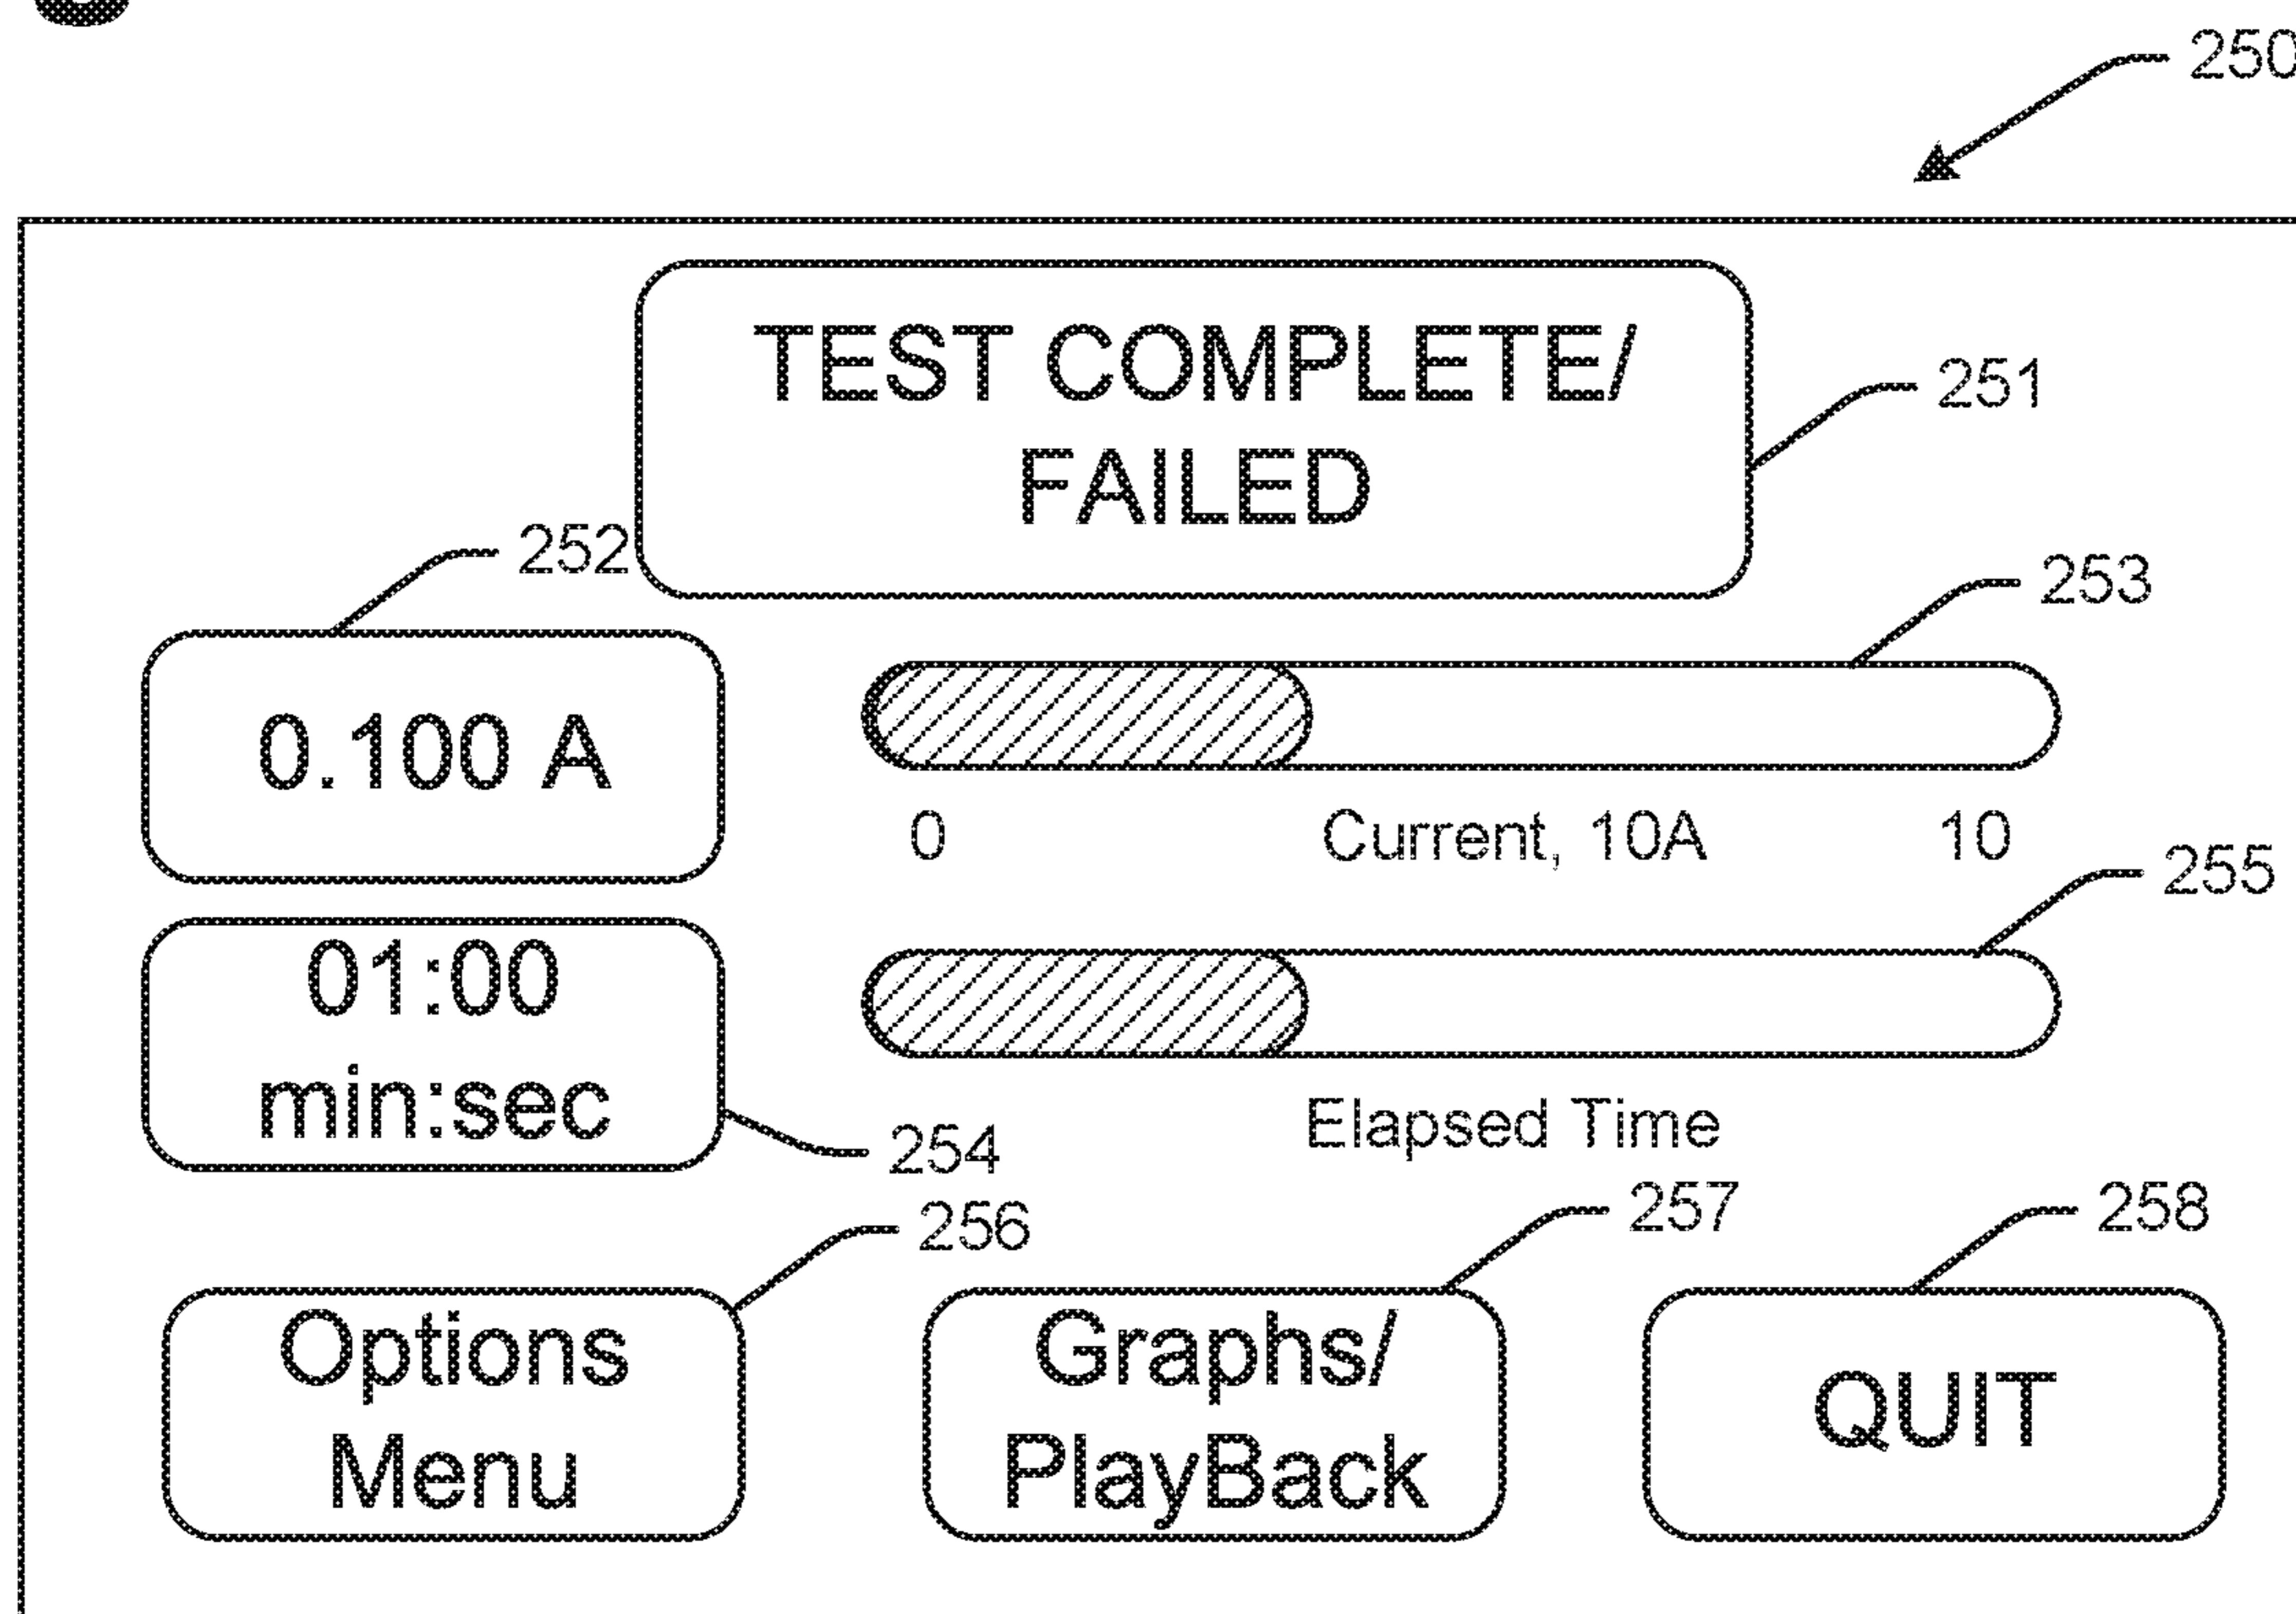 250
TEST COMPLETE/
FAILED
251
252
253
0.100 A
0 Current, 10A 10
255
01:00
min:sec
Elapsed Time
254
256
257
258
Options
Menu
Graphs/
PlayBack
QUIT